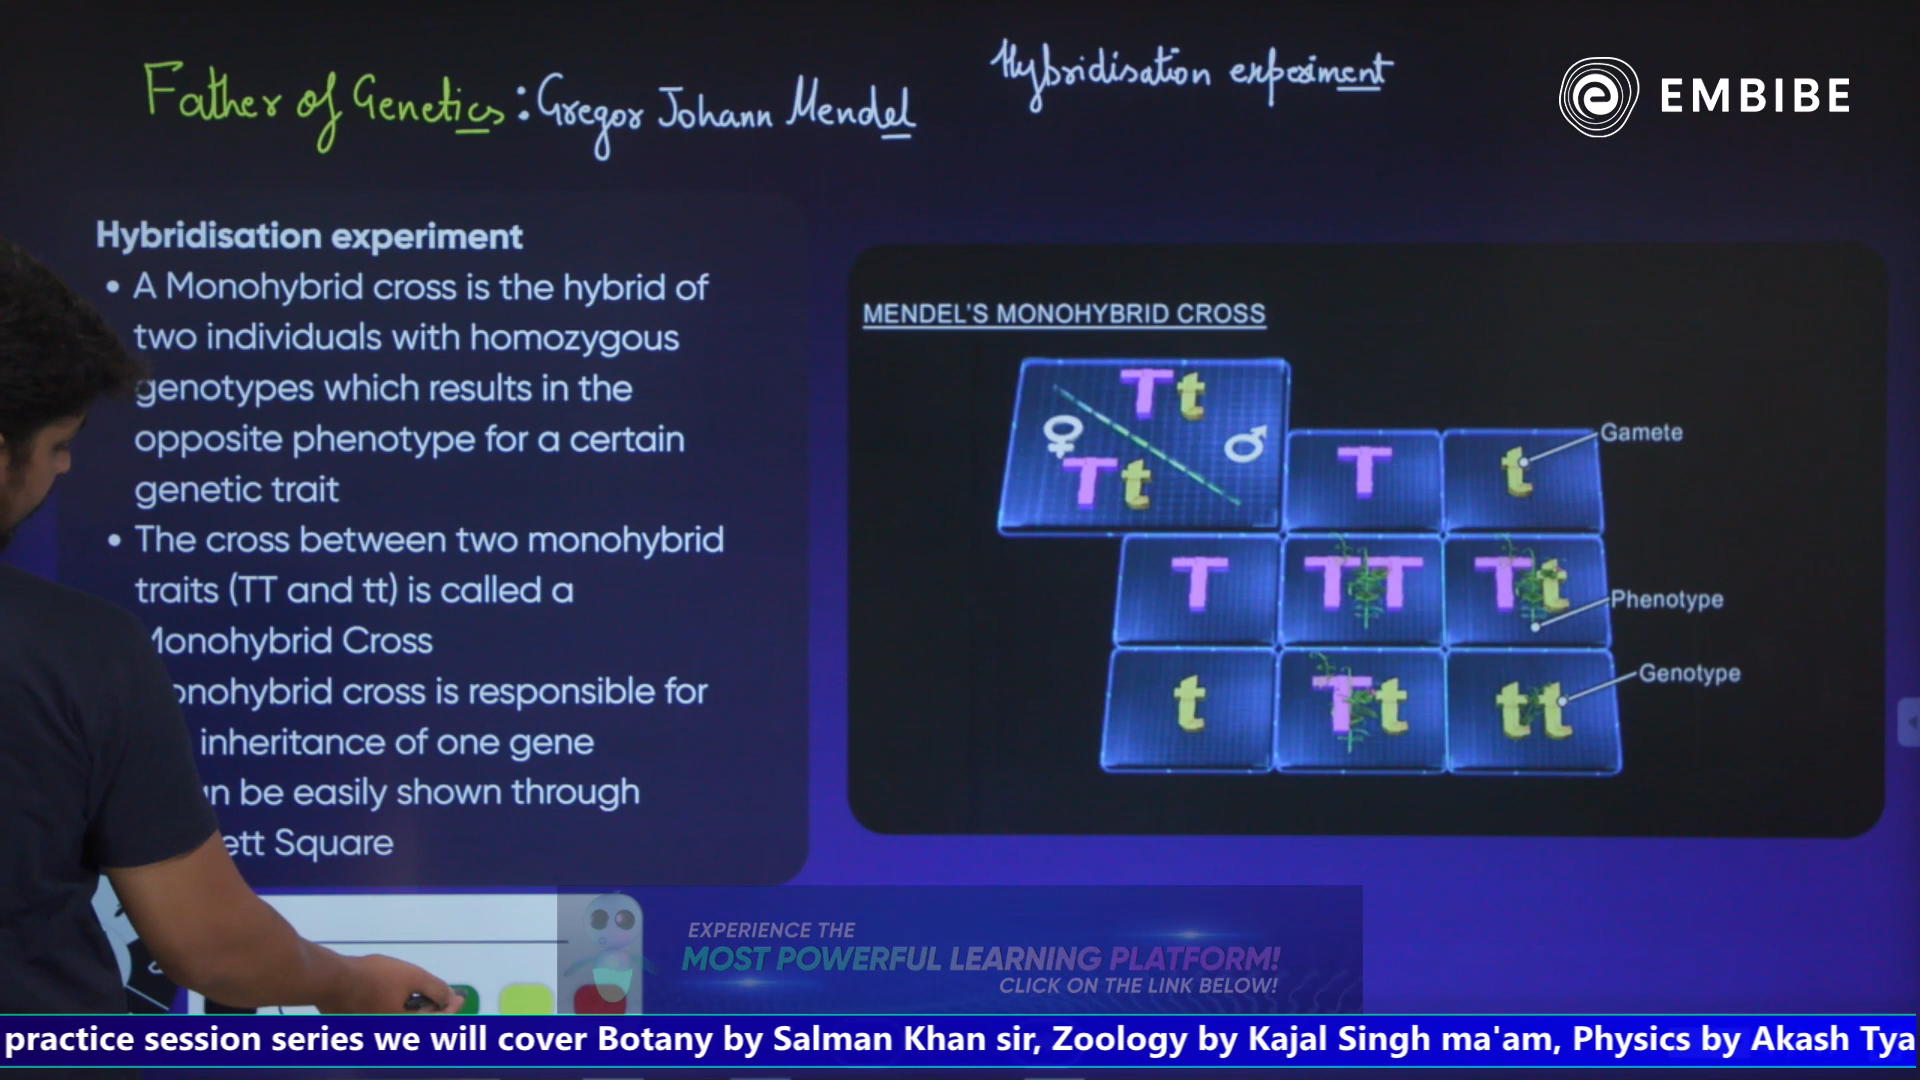 Father of Genetics : Gregor Johann Mendel
Hybridisation experiment
EMBIBE
Hybridisation experiment
• A Monohybrid cross is the hybrid of
two individuals with homozygous
genotypes which results in the
opposite phenotype for a certain
genetic trait
• The cross between two monohybrid
traits (TT and tt) is called a
Monohybrid Cross
onohybrid cross is responsible for
inheritance of one gene
n be easily shown through
ett Square
MENDEL'S MONOHYBRID CROSS
Tt
♀ ♂
Tt
T t
Gamete
T TT Tt
Phenotype
t Tt tt
Genotype
EXPERIENCE THE
MOST POWERFUL LEARNING PLATFORM!
CLICK ON THE LINK BELOW!
practice session series we will cover Botany by Salman Khan sir, Zoology by Kajal Singh ma'am, Physics by Akash Tya